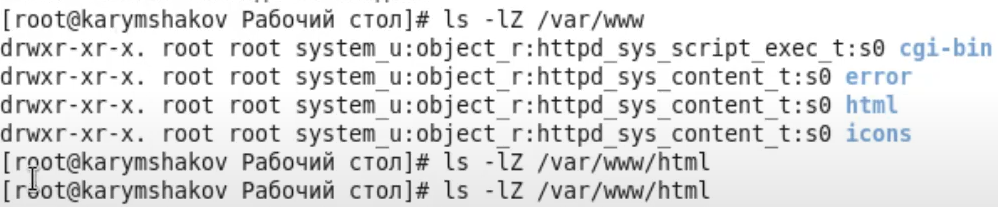 [root@karymshakov Рабочий стол]# ls -lZ /var/www
drwxr-xr-x. root root system_u:object_r:httpd_sys_script_exec_t:s0 cgi-bin
drwxr-xr-x. root root system_u:object_r:httpd_sys_content_t:s0 error
drwxr-xr-x. root root system_u:object_r:httpd_sys_content_t:s0 html
drwxr-xr-x. root root system_u:object_r:httpd_sys_content_t:s0 icons
[root@karymshakov Рабочий стол]# ls -lZ /var/www/html
[root@karymshakov Рабочий стол]# ls -lZ /var/www/html